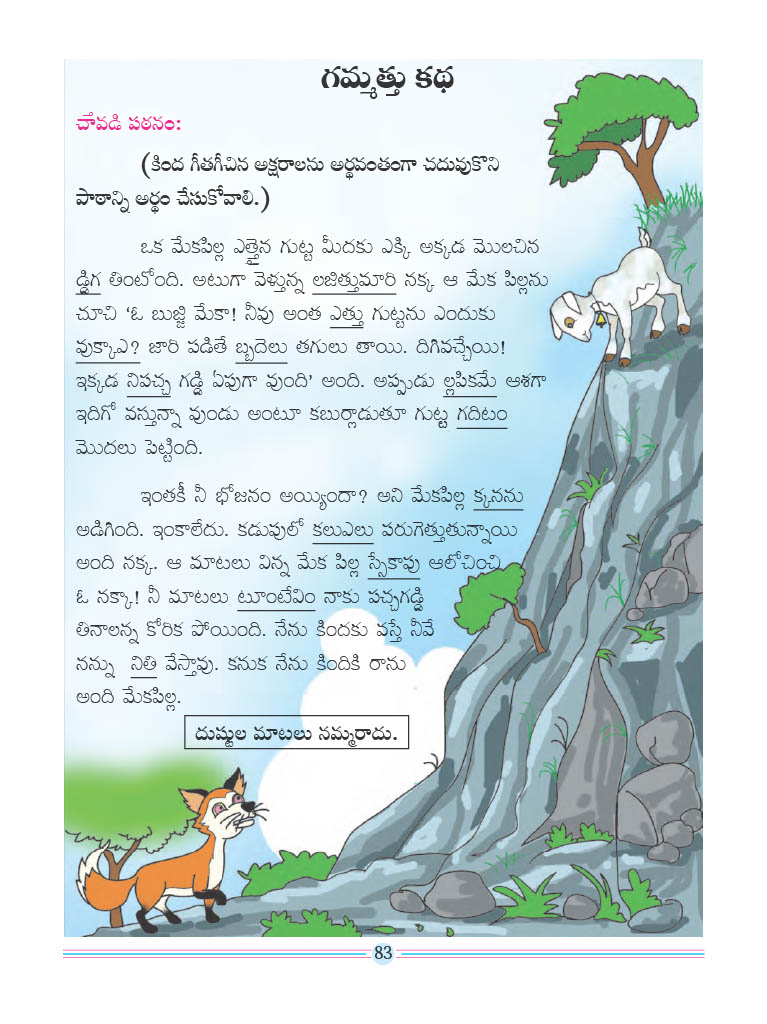 గమ్మత్తు కథ
చావడి పఠనం:
(కింద గీతగీచిన అక్షరాలను అర్థవంతంగా చదువుకొని
పాఠాన్ని అర్థం చేసుకోవాలి.)
ఒక మేకపిల్ల ఎత్తైన గుట్ట మీదకు ఎక్కి అక్కడ మొలచిన
డ్డిగ తింటోంది. అటుగా వెళ్తున్న లజిత్తుమారి నక్క ఆ మేక పిల్లను
చూచి ‘ఓ బుజ్జి మేకా! నీవు అంత ఎత్తు గుట్టను ఎందుకు
వుక్కాఎ? జారి పడితే బ్బదెలు తగులు తాయి. దిగివచ్చేయి!
ఇక్కడ నిపచ్చ గడ్డి ఏపుగా వుంది’ అంది. అప్పుడు ల్లపికమే ఆశగా
ఇదిగో వస్తున్నా వుండు అంటూ కబుర్లాడుతూ గుట్ట గదిటం
మొదలు పెట్టింది.
ఇంతకీ నీ భోజనం అయ్యిందా? అని మేకపిల్ల క్కనను
అడిగింది. ఇంకాలేదు. కడుపులో కలుఎలు పరుగెత్తుతున్నాయి
అంది నక్క. ఆ మాటలు విన్న మేక పిల్ల స్సేకాపు ఆలోచించి
ఓ నక్కా! నీ మాటలు టూంటేవిం నాకు పచ్చగడ్డి
తినాలన్న కోరిక పోయింది. నేను కిందకు వస్తే నీవే
నన్ను నితి వేస్తావు. కనుక నేను కిందికి రాను
అంది మేకపిల్ల.
దుష్టుల మాటలు నమ్మరాదు.
83